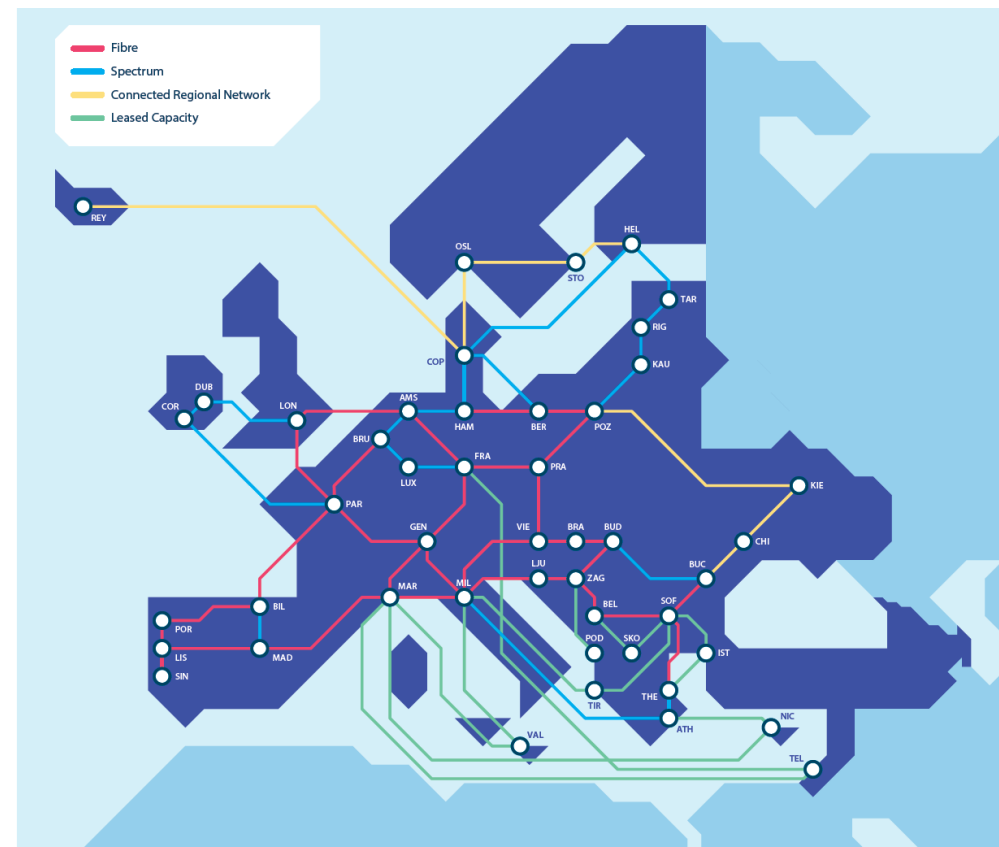 Fibre
Spectrum
Connected Regional Network
Leased Capacity
REY
HEL
OSL
STO
TAR
RIG
COP
KAU
DUB
COR
LON
AMS
HAM
BER
POZ
BRU
FRA
LUX
PRA
KIE
PAR
GEN
VIE
BRA
BUD
CHI
LJU
BUC
MAR
MIL
ZAG
BIL
BEL
SOF
POR
POD
SKO
LIS
MAD
IST
SIN
THE
TIR
NIC
ATH
VAL
TEL